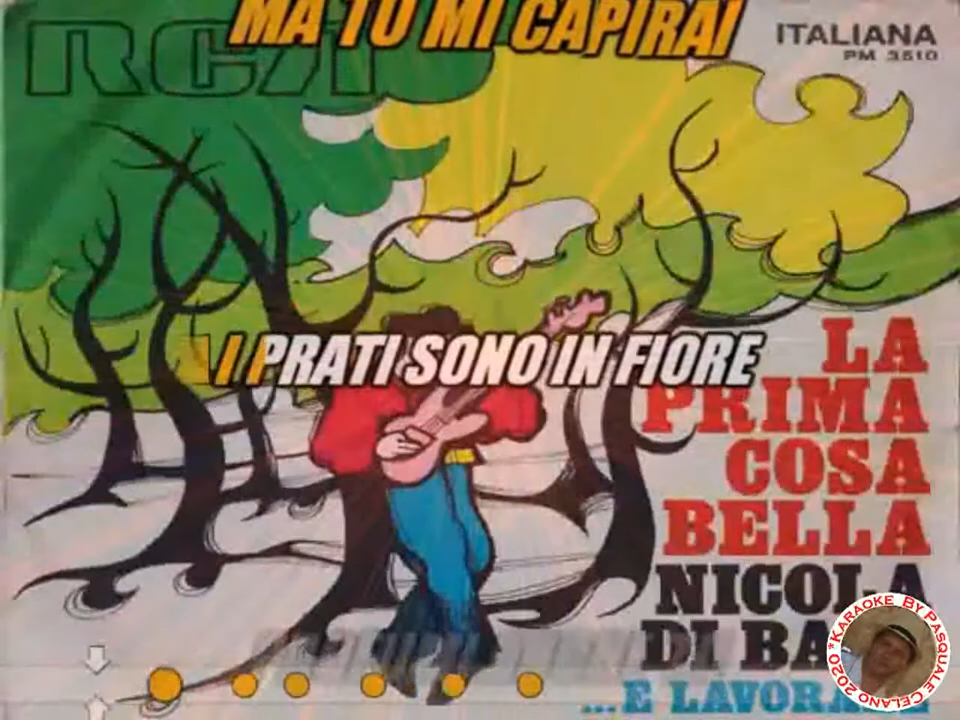 MA TU MI CAPIRAI
RCA
ITALIANA
PM 3510
I PRATI SONO IN FIORE
LA
PRIMA
COSA
BELLA
NICOLA
DI BA
...E LAVORA
*KARAOKE BY PASQUALE CELANO 2020*